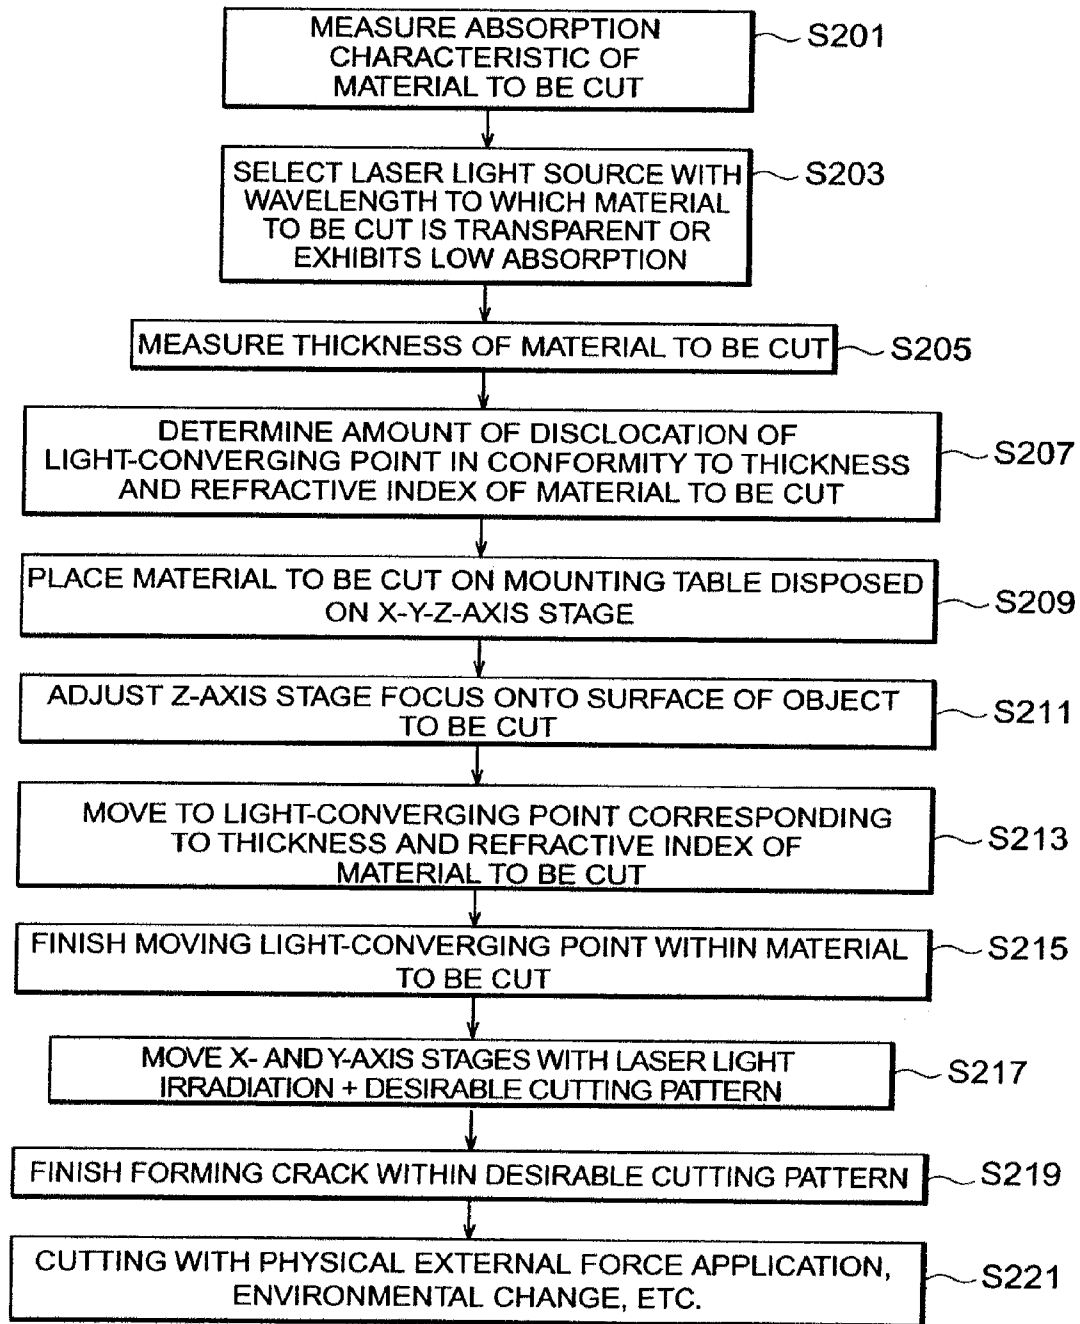 MEASURE ABSORPTION
CHARACTERISTIC OF
MATERIAL TO BE CUT
S201
SELECT LASER LIGHT SOURCE WITH
WAVELENGTH TO WHICH MATERIAL
TO BE CUT IS TRANSPARENT OR
EXHIBITS LOW ABSORPTION
S203
MEASURE THICKNESS OF MATERIAL TO BE CUT
S205
DETERMINE AMOUNT OF DISCLOCATION OF
LIGHT-CONVERGING POINT IN CONFORMITY TO THICKNESS
AND REFRACTIVE INDEX OF MATERIAL TO BE CUT
S207
PLACE MATERIAL TO BE CUT ON MOUNTING TABLE DISPOSED
ON X-Y-Z-AXIS STAGE
S209
ADJUST Z-AXIS STAGE FOCUS ONTO SURFACE OF OBJECT
TO BE CUT
S211
MOVE TO LIGHT-CONVERGING POINT CORRESPONDING
TO THICKNESS AND REFRACTIVE INDEX OF
MATERIAL TO BE CUT
S213
FINISH MOVING LIGHT-CONVERGING POINT WITHIN MATERIAL
TO BE CUT
S215
MOVE X- AND Y-AXIS STAGES WITH LASER LIGHT
IRRADIATION + DESIRABLE CUTTING PATTERN
S217
FINISH FORMING CRACK WITHIN DESIRABLE CUTTING PATTERN
S219
CUTTING WITH PHYSICAL EXTERNAL FORCE APPLICATION,
ENVIRONMENTAL CHANGE, ETC.
S221